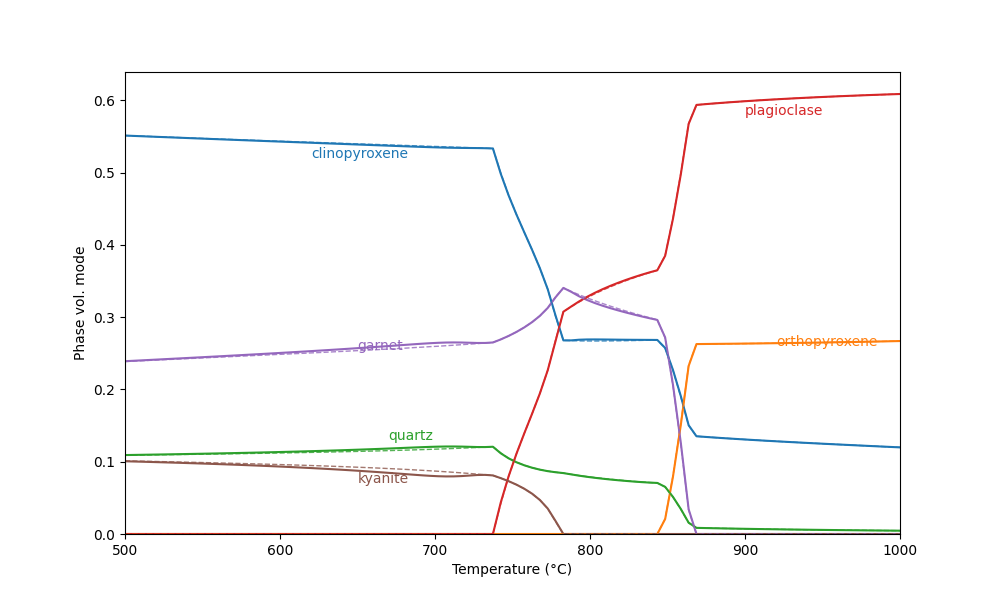 0.6
0.5
0.4
0.3
0.2
0.1
0.0
Phase vol. mode
plagioclase
clinopyroxene
garnet
orthopyroxene
quartz
kyanite
500
600
700
800
900
1000
Temperature (°C)